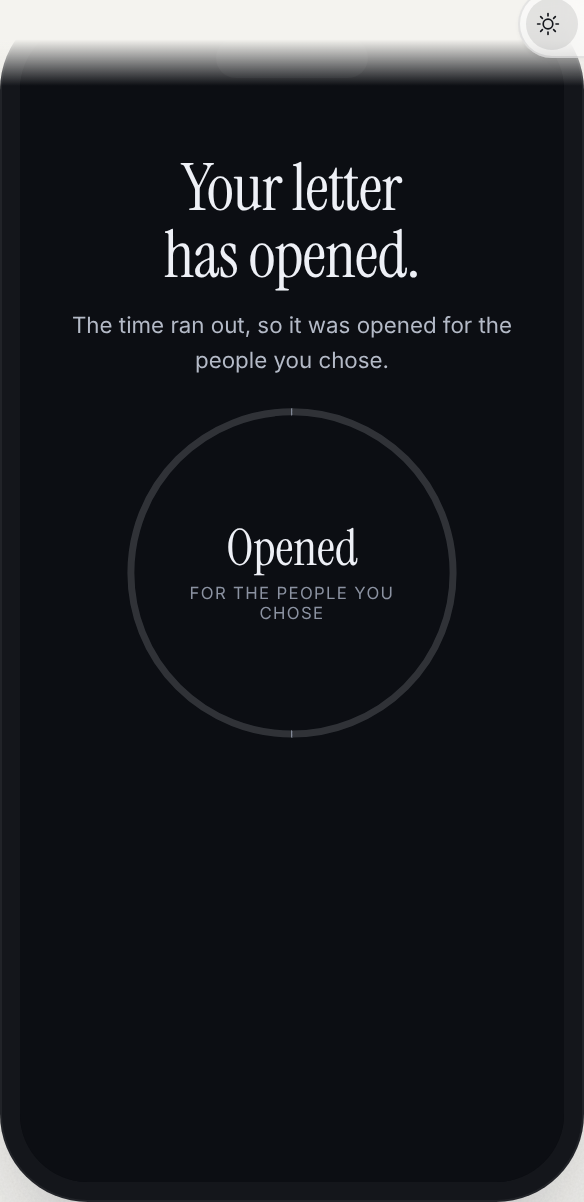 Your letter
has opened.
The time ran out, so it was opened for the
people you chose.
Opened
FOR THE PEOPLE YOU
CHOSE